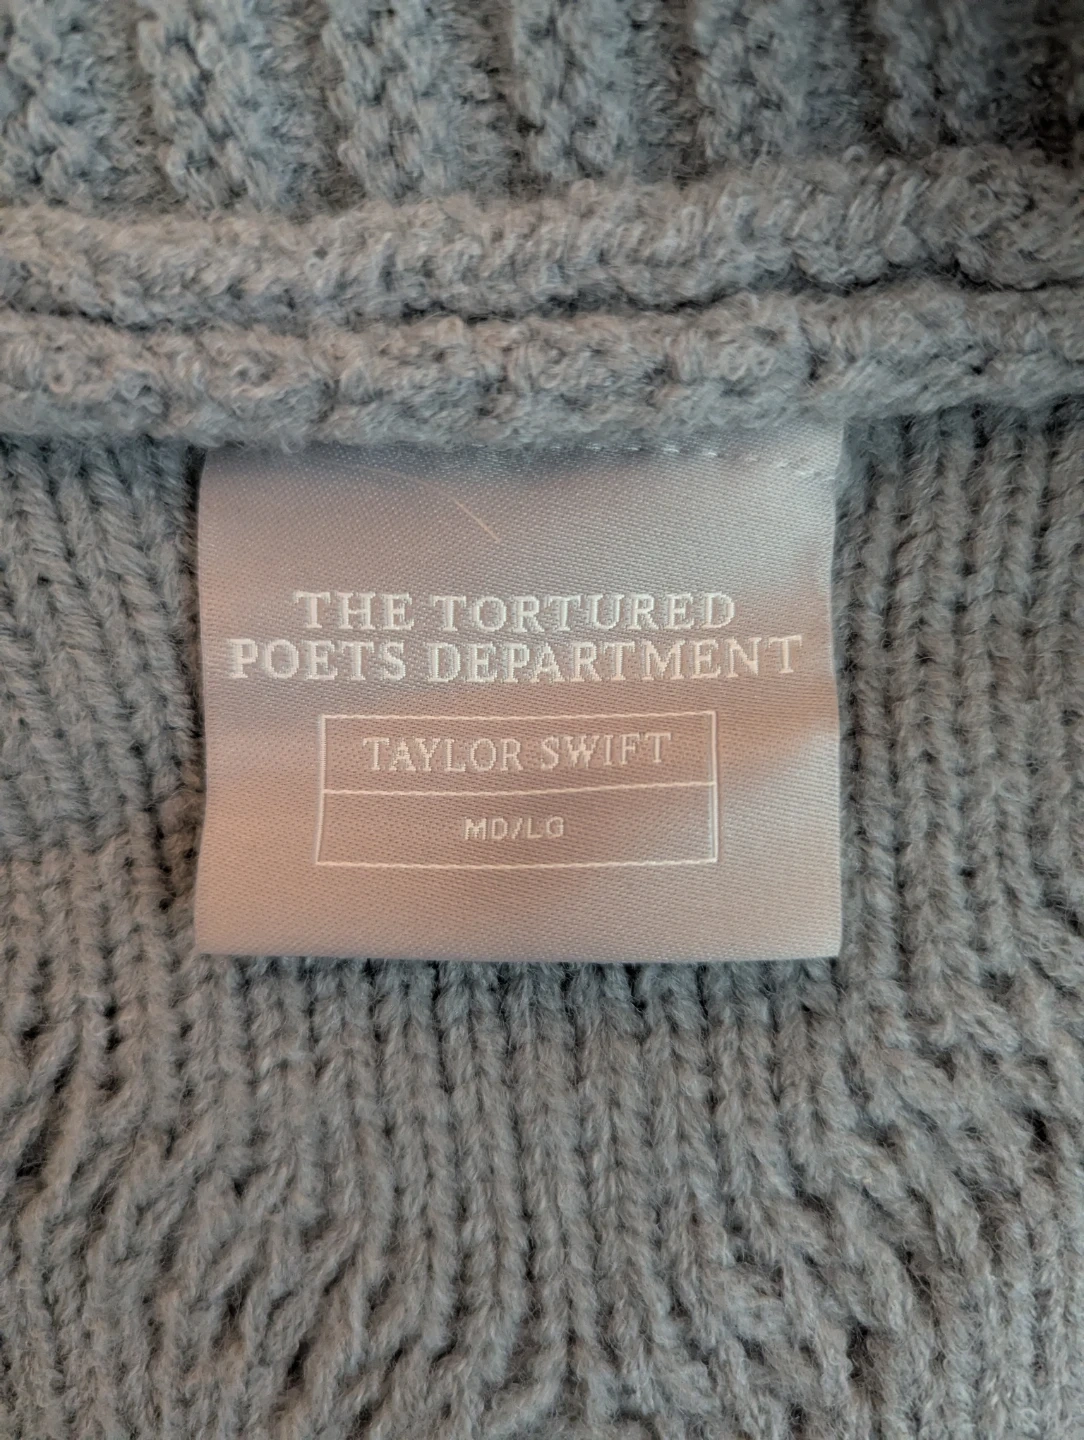 THE TORTURED
POETS DEPARTMENT
TAYLOR SWIFT
MD/LG